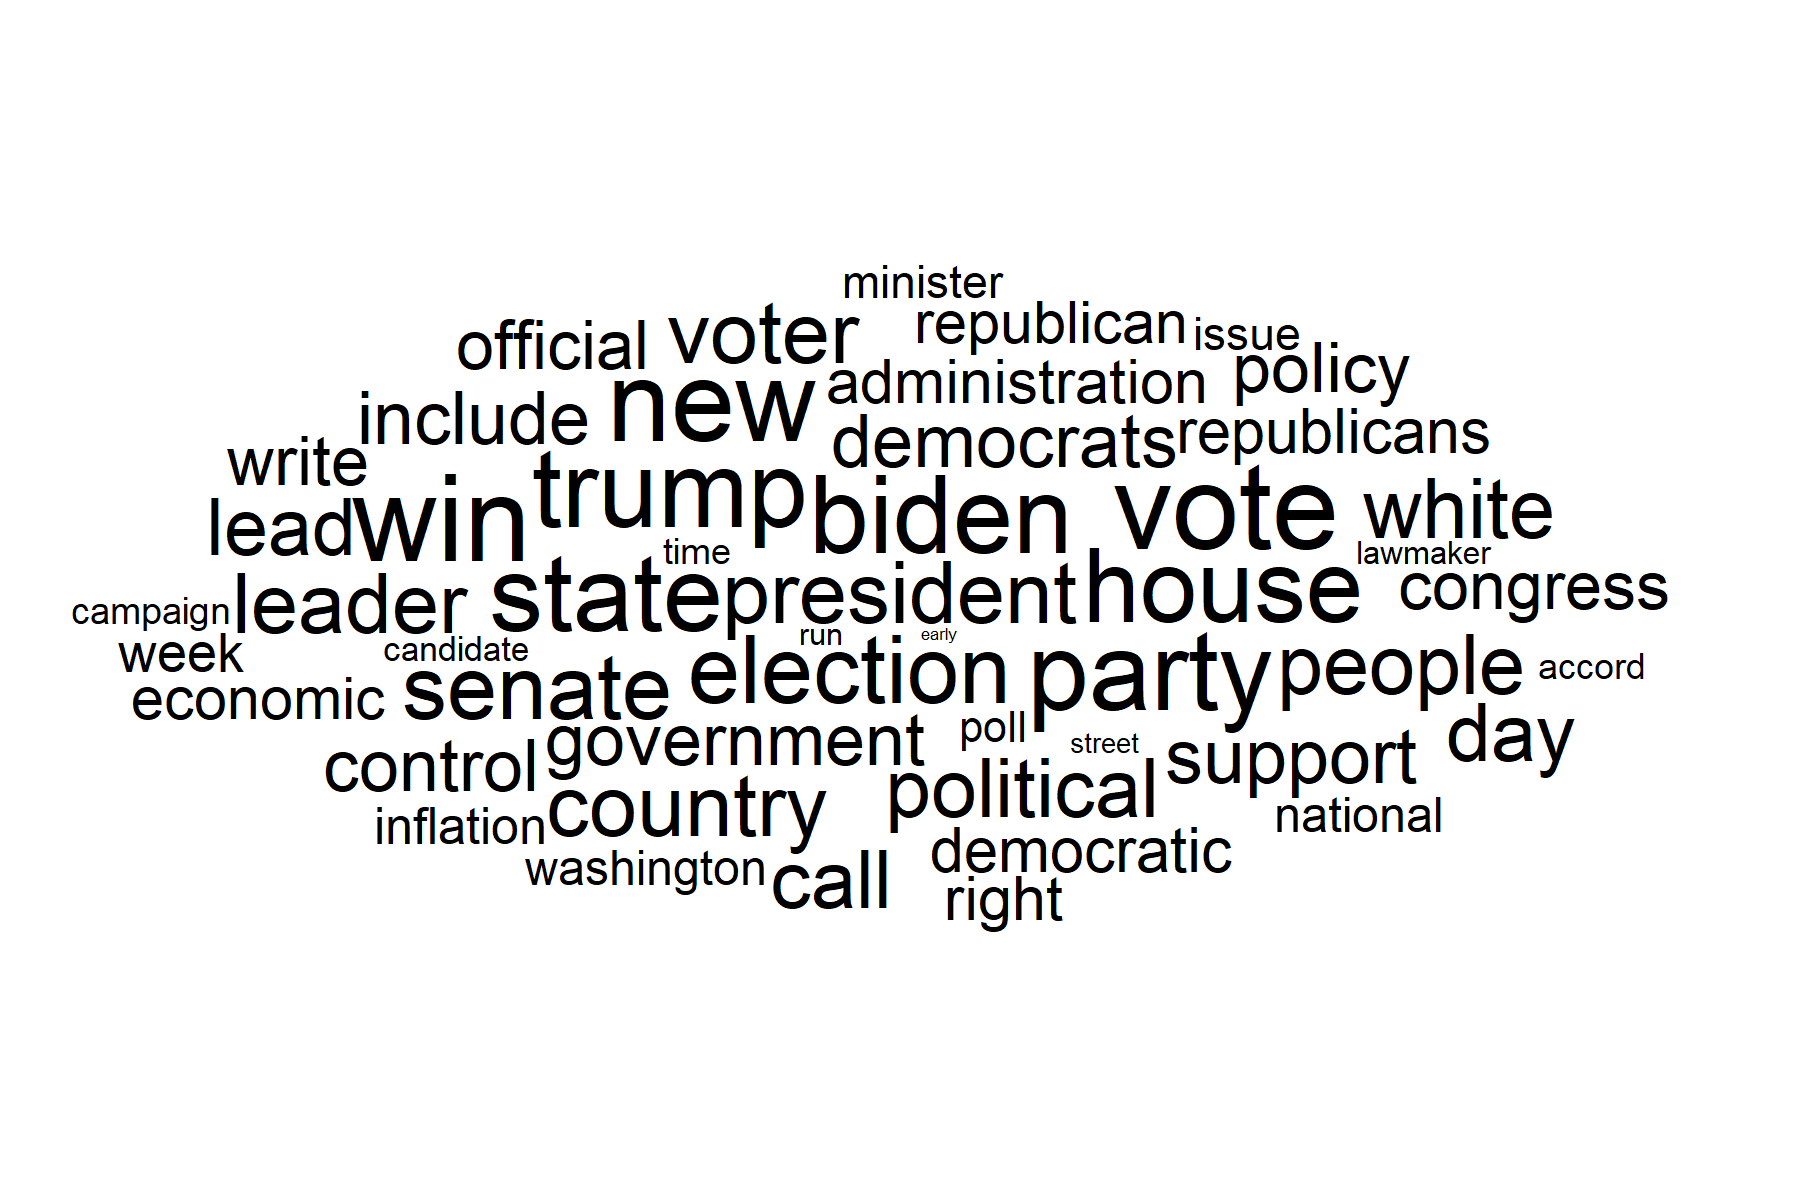 minister
official voter republican issue
include new administration policy
write democrats republicans
lead win trump biden vote white
time lawmaker
campaign leader state president house congress
week candidate run early
economic senate election party people accord
control government poll street support day
inflation country political national
washington call democratic
right